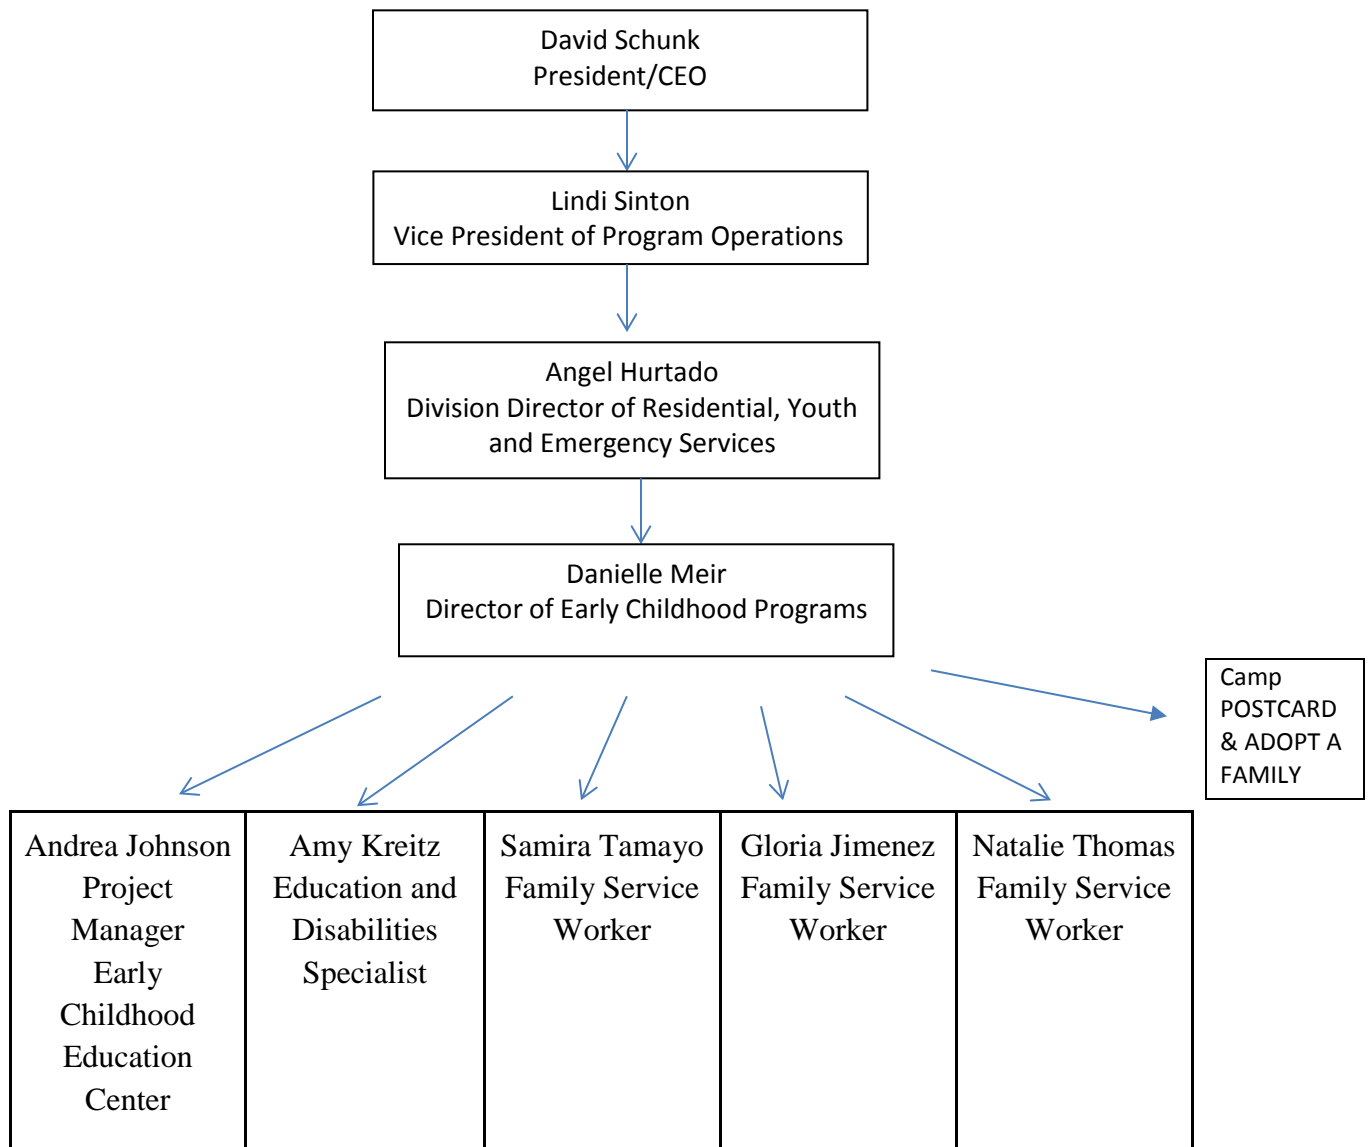 David Schunk
President/CEO
Lindi Sinton
Vice President of Program Operations
Angel Hurtado
Division Director of Residential, Youth
and Emergency Services
Danielle Meir
Director of Early Childhood Programs
Camp
POSTCARD
& ADOPT A
FAMILY
Andrea Johnson
Project
Manager
Early
Childhood
Education
Center
Amy Kreitz
Education and
Disabilities
Specialist
Samira Tamayo
Family Service
Worker
Gloria Jimenez
Family Service
Worker
Natalie Thomas
Family Service
Worker